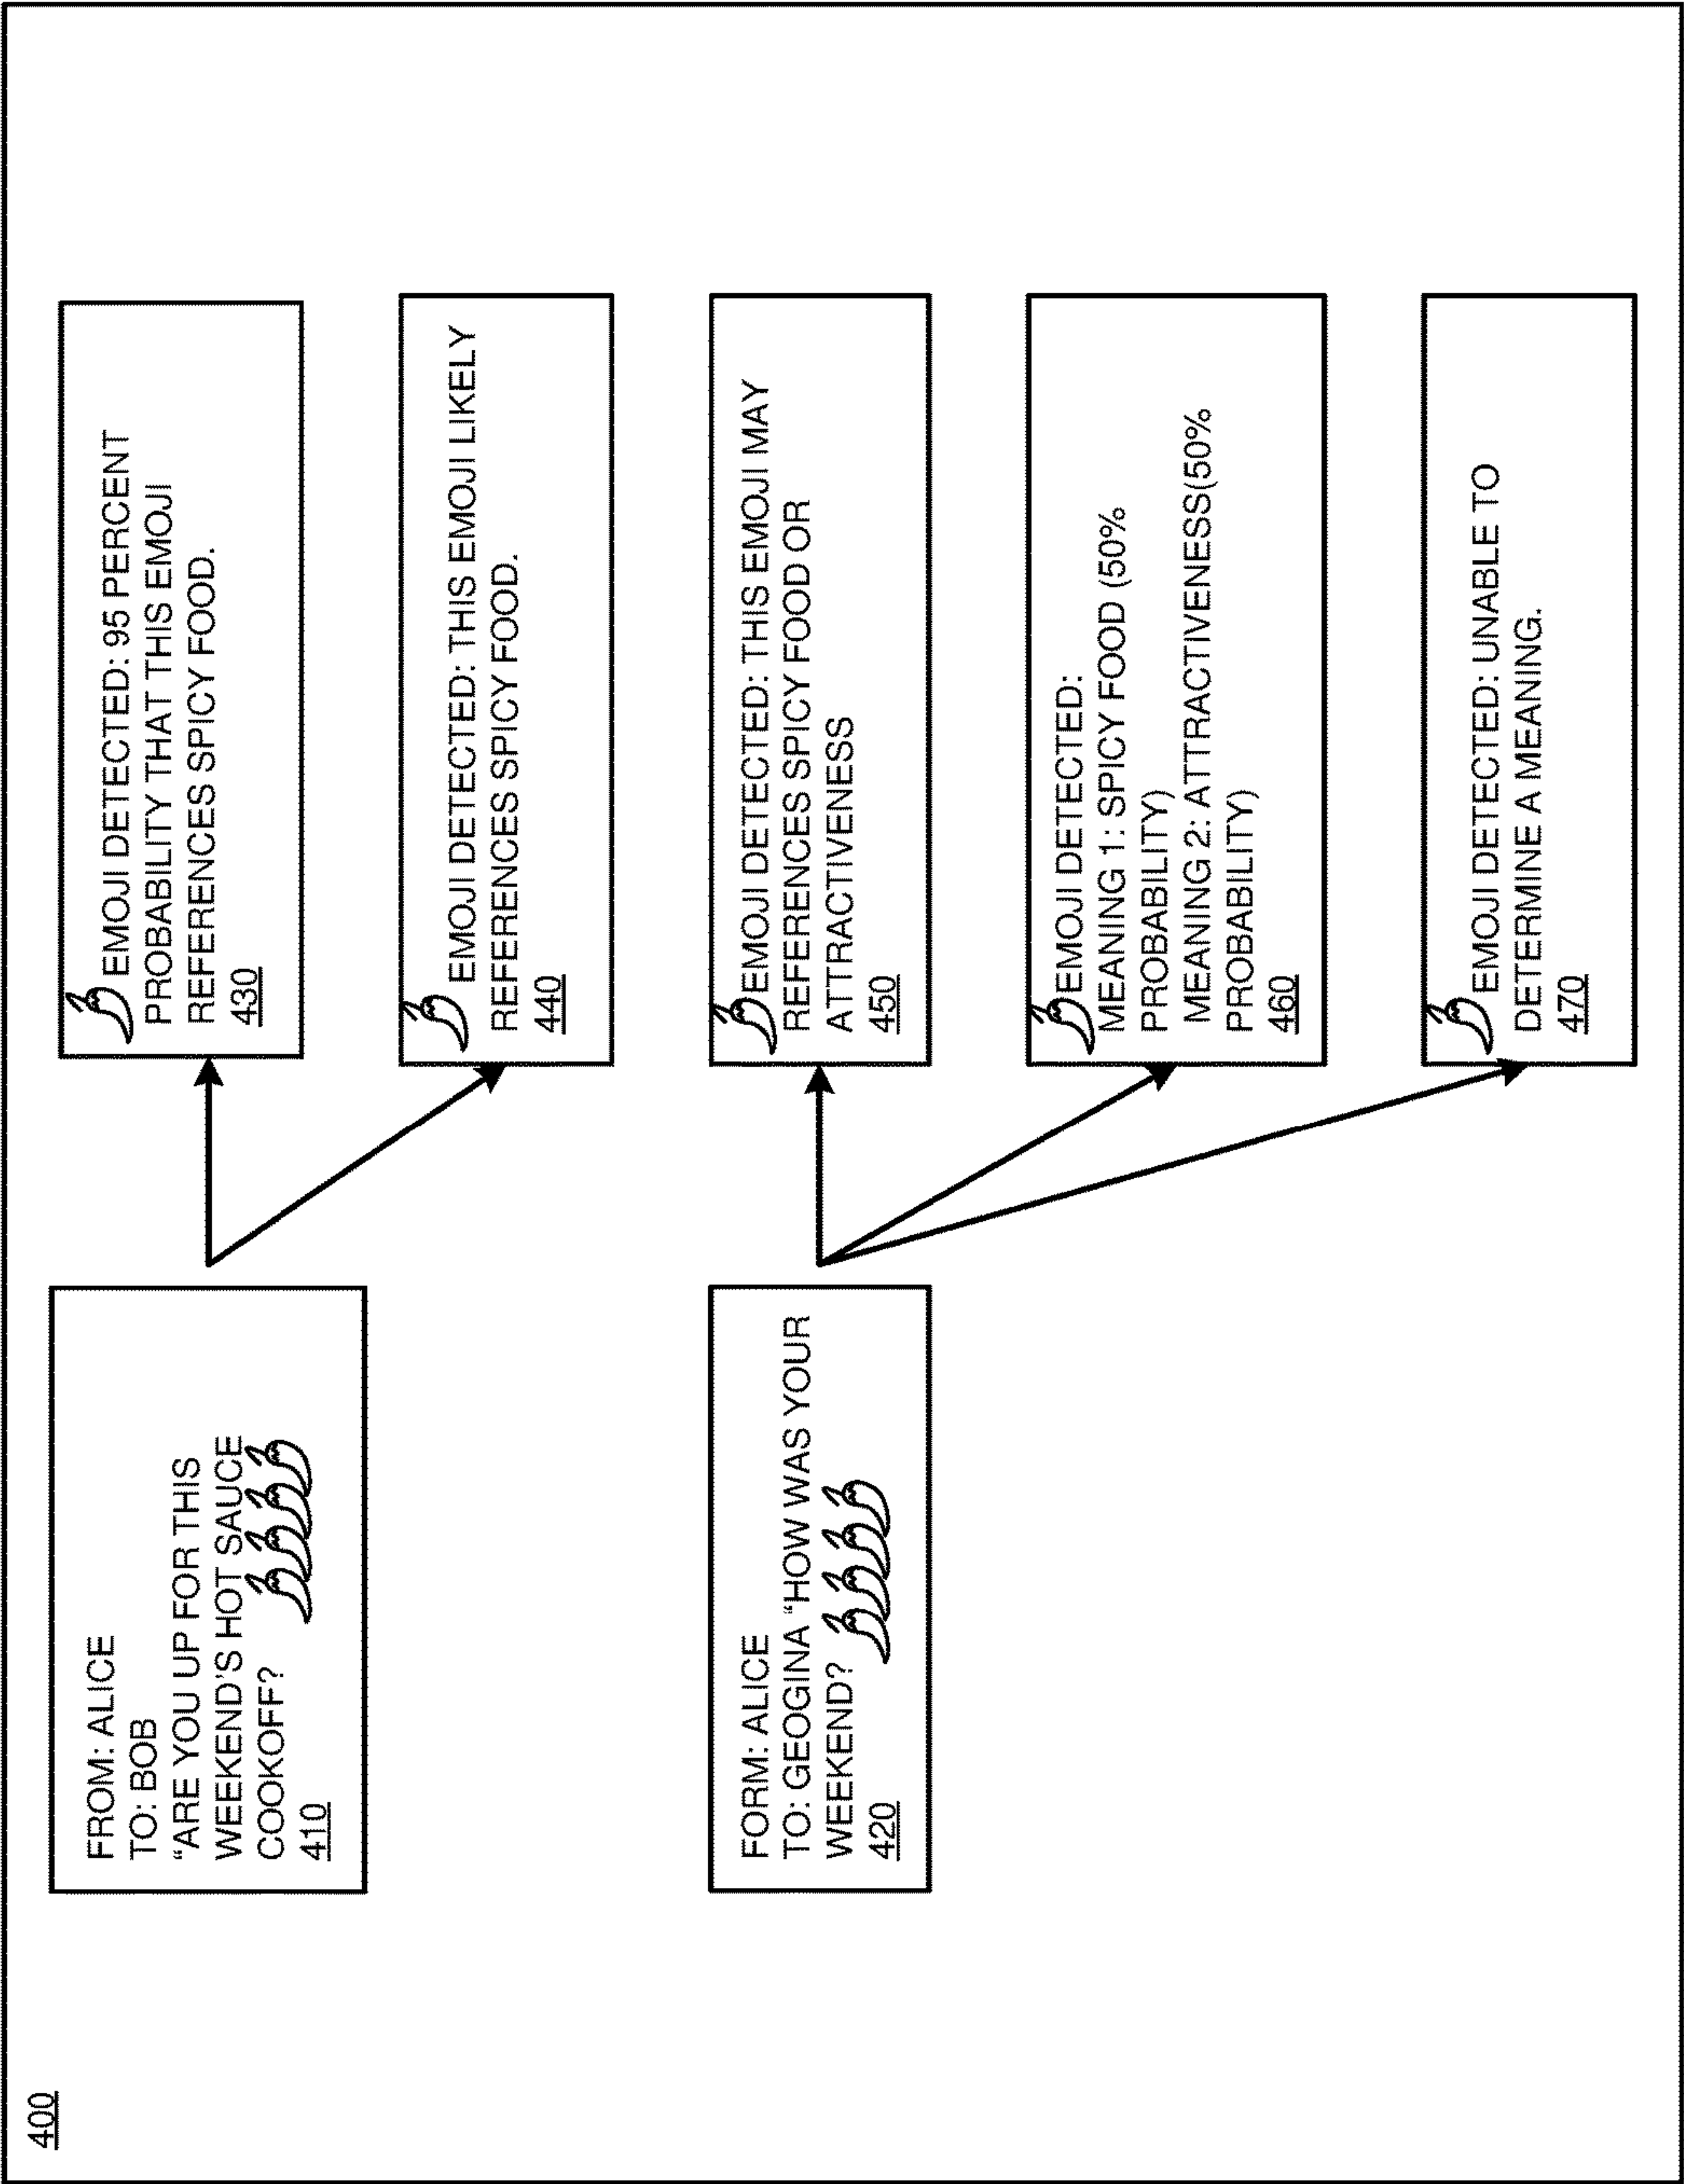 400
FROM: ALICE
TO: BOB
“ARE YOU UP FOR THIS
WEEKEND'S HOT SAUCE
COOKOFF?
410
FORM: ALICE
TO: GEOGINA “HOW WAS YOUR
WEEKEND?
420
EMOJI DETECTED: 95 PERCENT
PROBABILITY THAT THIS EMOJI
REFERENCES SPICY FOOD.
430
EMOJI DETECTED: THIS EMOJI LIKELY
REFERENCES SPICY FOOD.
440
EMOJI DETECTED: THIS EMOJI MAY
REFERENCES SPICY FOOD OR
ATTRACTIVENESS
450
EMOJI DETECTED:
MEANING 1: SPICY FOOD (50%
PROBABILITY)
MEANING 2: ATTRACTIVENESS(50%
PROBABILITY)
460
EMOJI DETECTED: UNABLE TO
DETERMINE A MEANING.
470